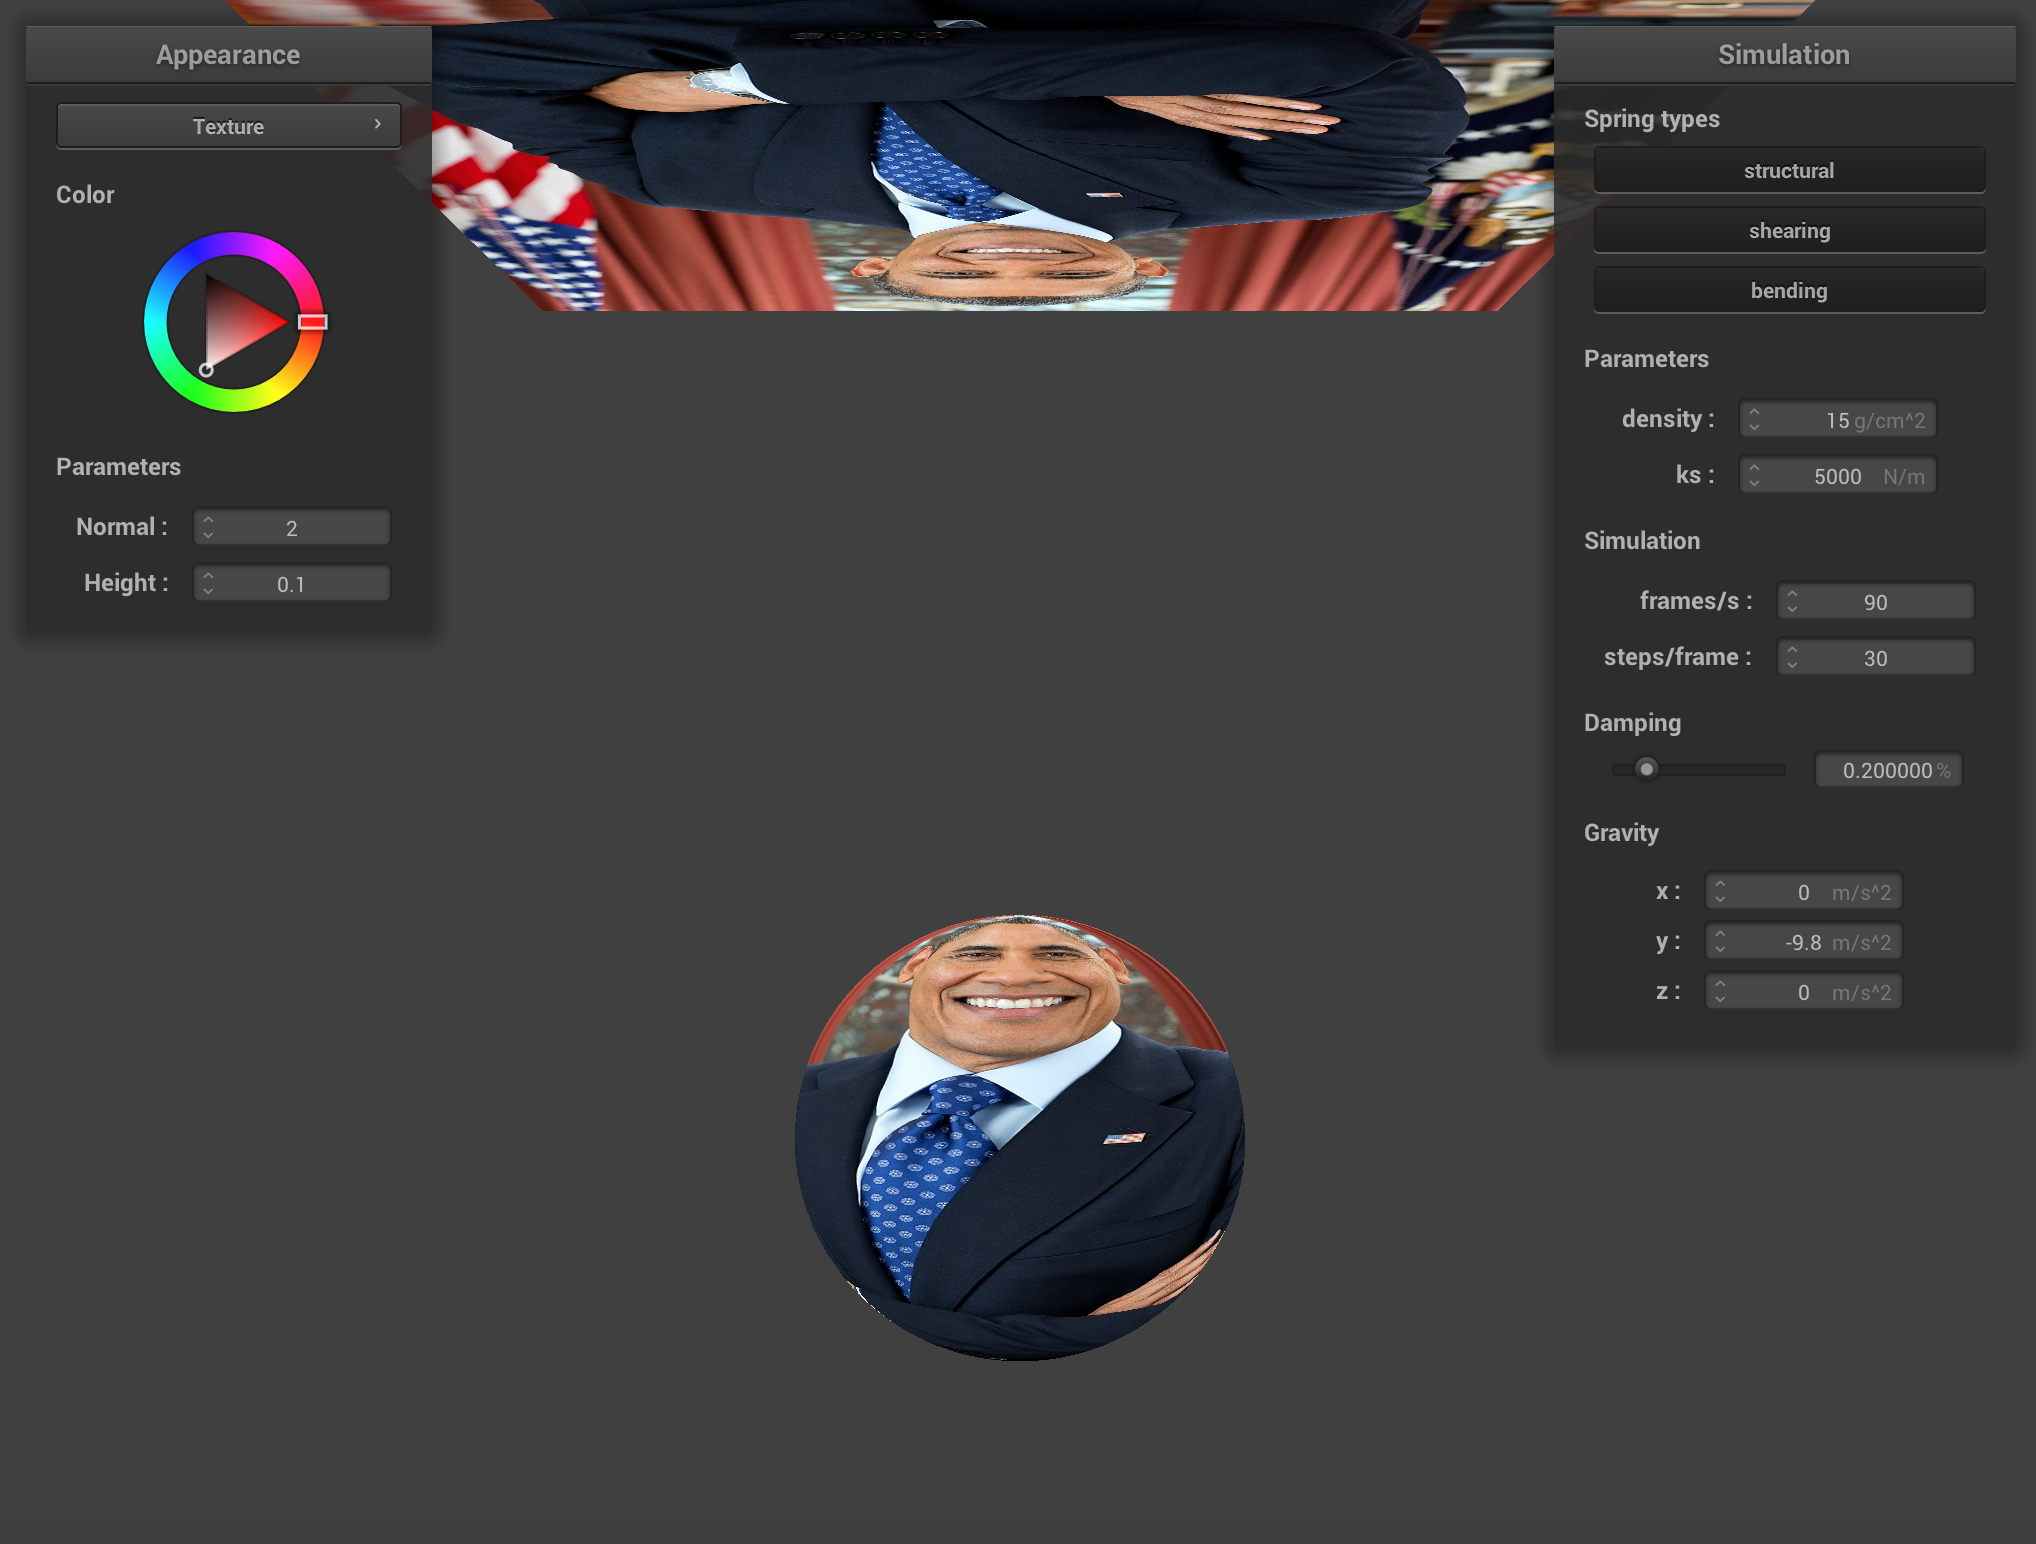 Appearance
Texture
Color
Parameters
Normal : 2
Height : 0.1
Simulation
Spring types
structural
shearing
bending
Parameters
density : 15 g/cm^2
ks : 5000 N/m
Simulation
frames/s : 90
steps/frame : 30
Damping
0.200000 %
Gravity
x : 0 m/s^2
y : -9.8 m/s^2
z : 0 m/s^2